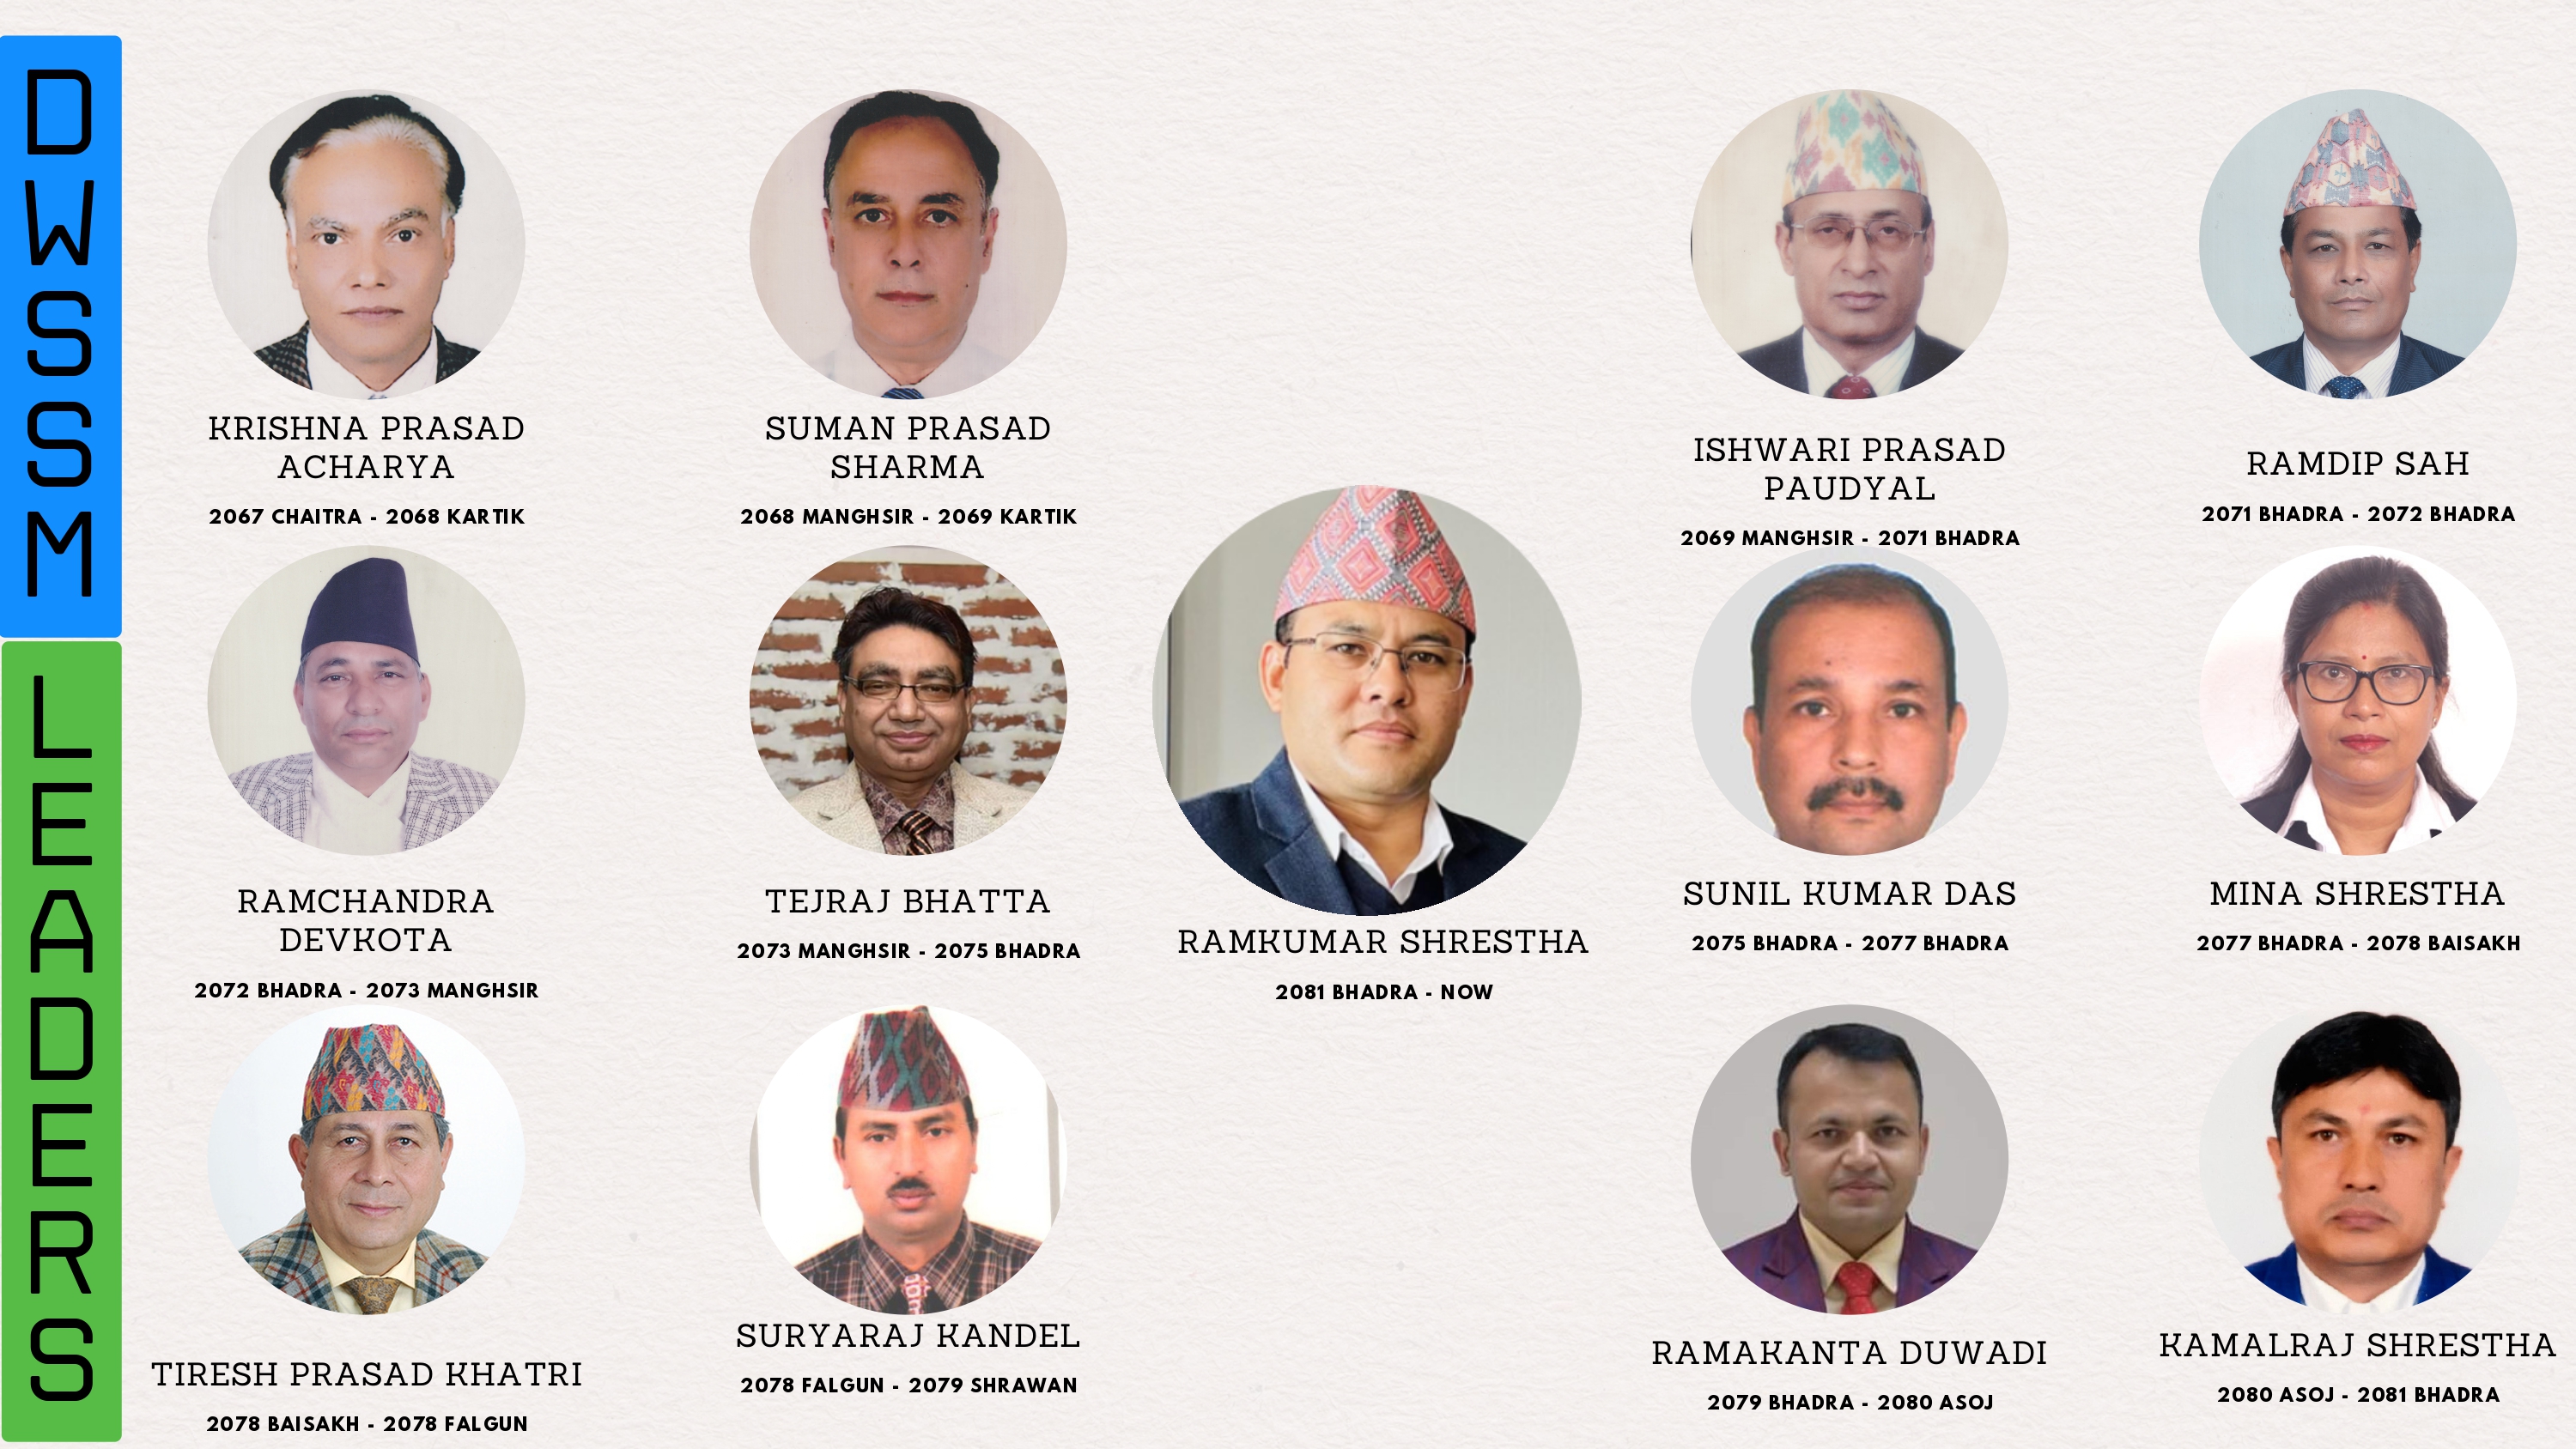 DWSSM
LEADERS
KRISHNA PRASAD
ACHARYA
2067 CHAITRA - 2068 KARTIK
SUMAN PRASAD
SHARMA
2068 MANGHSIR - 2069 KARTIK
ISHWARI PRASAD
PAUDYAL
2069 MANGHSIR - 2071 BHADRA
RAMDIP SAH
2071 BHADRA - 2072 BHADRA
RAMCHANDRA
DEVKOTA
2072 BHADRA - 2073 MANGHSIR
TEJRAJ BHATTA
2073 MANGHSIR - 2075 BHADRA
RAMKUMAR SHRESTHA
2081 BHADRA - NOW
SUNIL KUMAR DAS
2075 BHADRA - 2077 BHADRA
MINA SHRESTHA
2077 BHADRA - 2078 BAISAKH
TIRESH PRASAD KHATRI
2078 BAISAKH - 2078 FALGUN
SURYARAJ KANDEL
2078 FALGUN - 2079 SHRAWAN
RAMAKANTA DUWADI
2079 BHADRA - 2080 ASOJ
KAMALRAJ SHRESTHA
2080 ASOJ - 2081 BHADRA